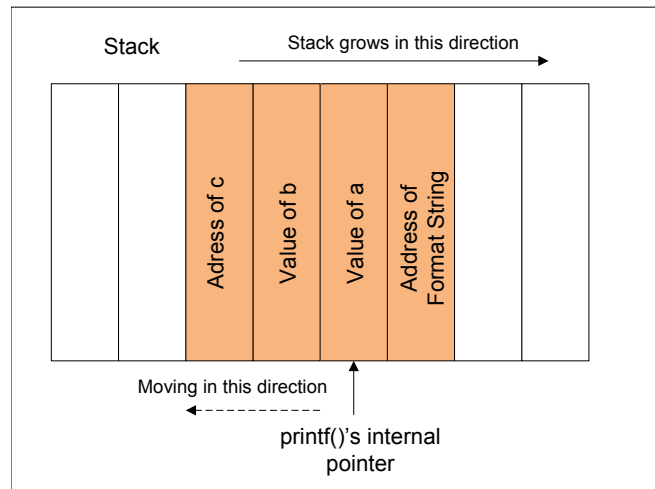 Stack
Stack grows in this direction
Adress of c
Value of b
Value of a
Address of
Format String
Moving in this direction
printf()'s internal
pointer